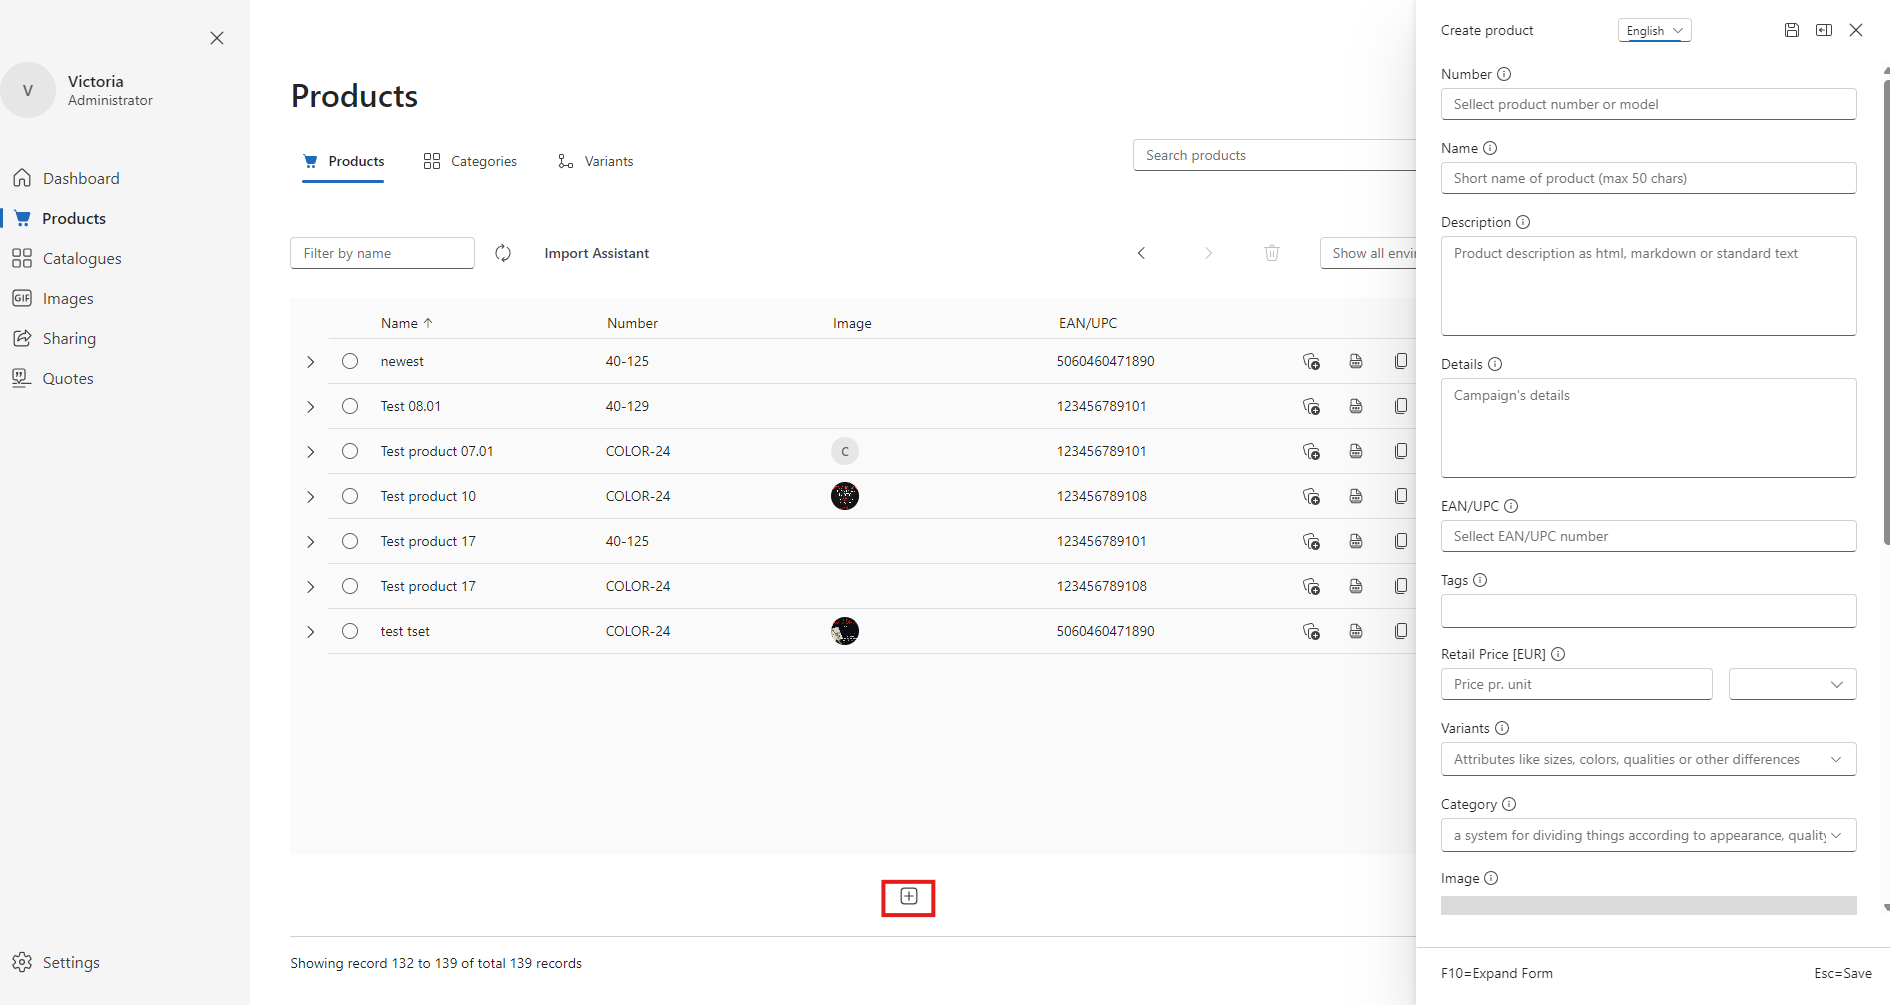 V
Victoria
Administrator
Dashboard
Products
Catalogues
GIF
Images
Sharing
Quotes
Settings
Products
Products
Categories
Variants
Search products
Filter by name
Import Assistant
Show all envir
Name Number Image EAN/UPC
newest 40-125 5060460471890
Test 08.01 40-129 123456789101
Test product 07.01 COLOR-24 C 123456789101
Test product 10 COLOR-24 123456789108
Test product 17 40-125 123456789101
Test product 17 COLOR-24 123456789108
test tset COLOR-24 5060460471890
Showing record 132 to 139 of total 139 records
Create product
English
Number
Sellect product number or model
Name
Short name of product (max 50 chars)
Description
Product description as html, markdown or standard text
Details
Campaign's details
EAN/UPC
Sellect EAN/UPC number
Tags
Retail Price [EUR]
Price pr. unit
Variants
Attributes like sizes, colors, qualities or other differences
Category
a system for dividing things according to appearance, quality
Image
F10=Expand Form
Esc=Save